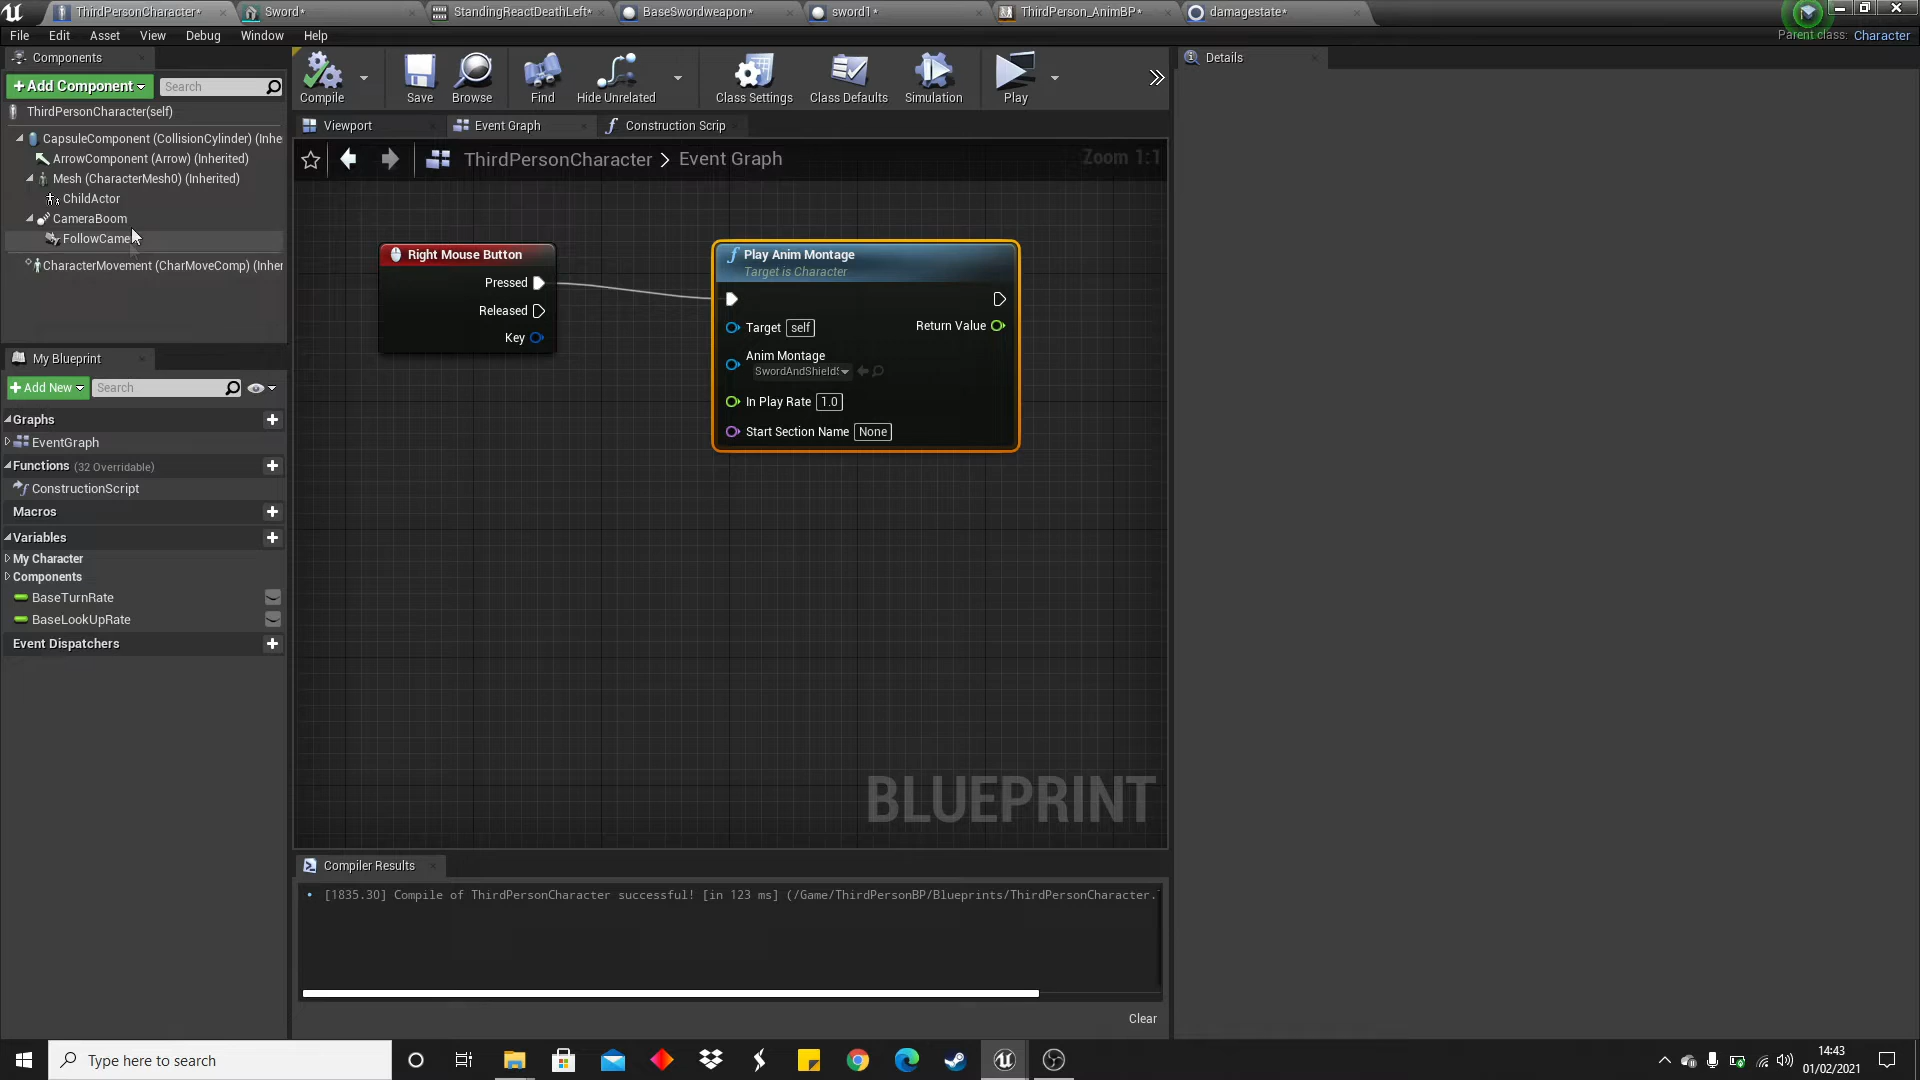 ThirdPersonCharacter*
Sword*
StandingReactDeathLeft*
BaseSwordweapon*
sword1*
ThirdPerson_AnimBP*
damagestate*
File Edit Asset View Debug Window Help
Parent class: Character
Components
+Add Component
Search
ThirdPersonCharacter(self)
CapsuleComponent (CollisionCylinder) (Inhe
ArrowComponent (Arrow) (Inherited)
Mesh (CharacterMesh0) (Inherited)
ChildActor
CameraBoom
FollowCame
CharacterMovement (CharMoveComp) (Inher
Compile
Save
Browse
Find
Hide Unrelated
Class Settings
Class Defaults
Simulation
Play
Details
Viewport
Event Graph
Construction Scrip
ThirdPersonCharacter > Event Graph
Zoom 1:1
Right Mouse Button
Pressed
Released
Key
Play Anim Montage
Target is Character
Target self
Return Value
Anim Montage
SwordAndShieldS
In Play Rate 1.0
Start Section Name None
BLUEPRINT
My Blueprint
+Add New
Search
Graphs
EventGraph
Functions (32 Overridable)
ConstructionScript
Macros
Variables
My Character
Components
BaseTurnRate
BaseLookUpRate
Event Dispatchers
Compiler Results
[1835.30] Compile of ThirdPersonCharacter successful! [in 123 ms] (/Game/ThirdPersonBP/Blueprints/ThirdPersonCharacter.
Clear
Type here to search
14:43
01/02/2021